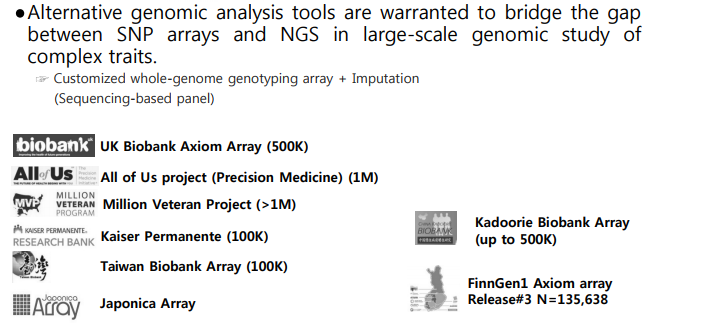 ●Alternative genomic analysis tools are warranted to bridge the gap
between SNP arrays and NGS in large-scale genomic study of
complex traits.
☞ Customized whole-genome genotyping array + Imputation
(Sequencing-based panel)
biobank
UK Biobank Axiom Array (500K)
All of Us
All of Us project (Precision Medicine) (1M)
MVP
MILLION
VETERAN
PROGRAM
Million Veteran Project (>1M)
KAISER PERMANENTE.
RESEARCH BANK
Kaiser Permanente (100K)
Taiwan Biobank Array (100K)
Japonica
Array
Japonica Array
BIOBANK
Kadoorie Biobank Array
(up to 500K)
FinnGen1 Axiom array
Release#3 N=135,638